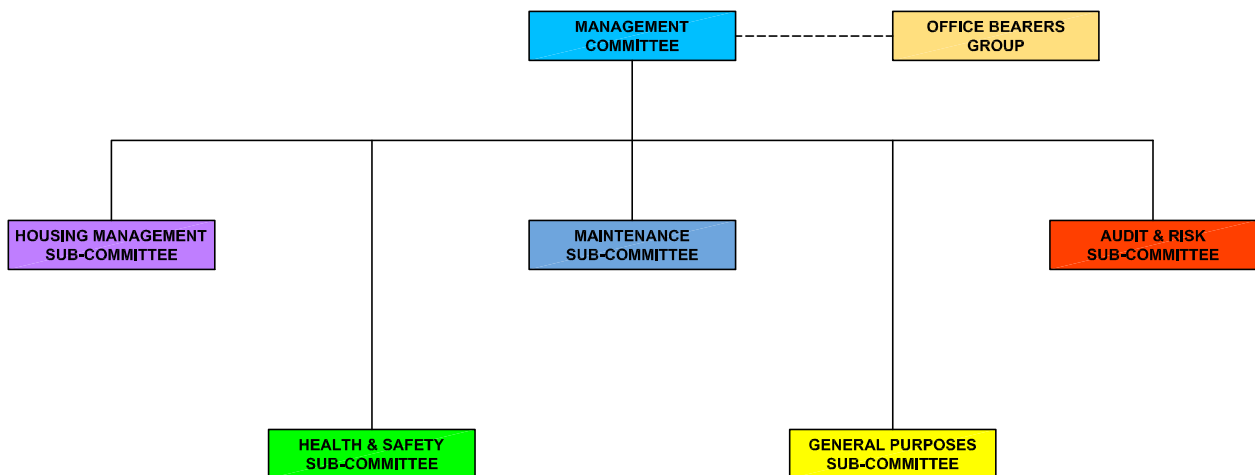 MANAGEMENT
COMMITTEE
OFFICE BEARERS
GROUP
HOUSING MANAGEMENT
SUB-COMMITTEE
MAINTENANCE
SUB-COMMITTEE
AUDIT & RISK
SUB-COMMITTEE
HEALTH & SAFETY
SUB-COMMITTEE
GENERAL PURPOSES
SUB-COMMITTEE